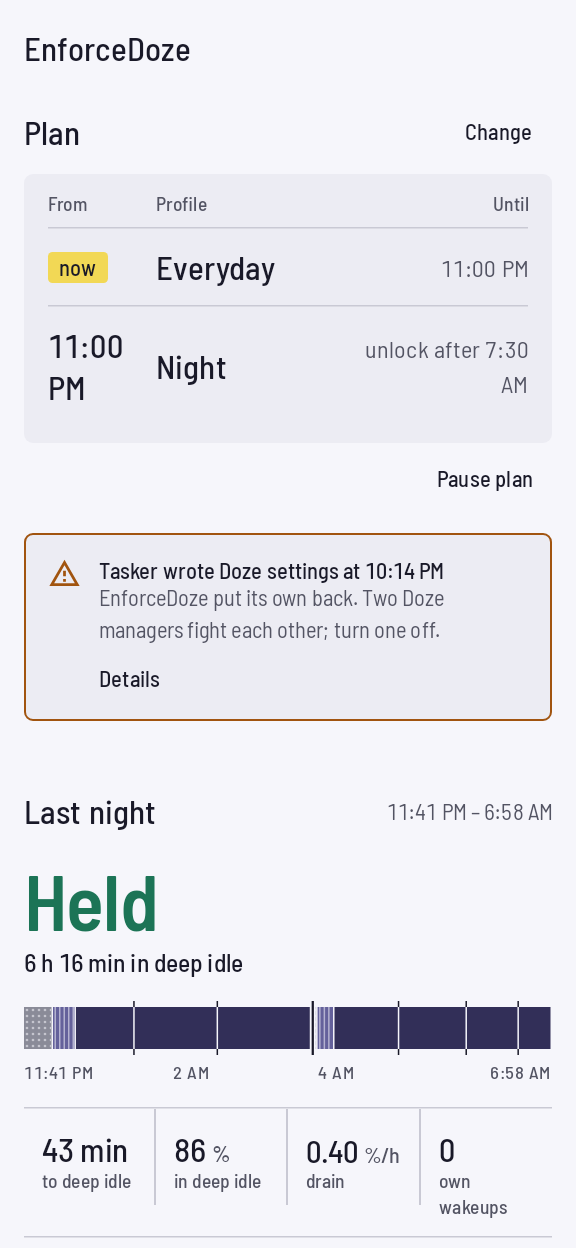 EnforceDoze
Plan
Change
From Profile Until
now Everyday 11:00 PM
11:00 PM Night unlock after 7:30 AM
Pause plan
Tasker wrote Doze settings at 10:14 PM
EnforceDoze put its own back. Two Doze
managers fight each other; turn one off.
Details
Last night 11:41 PM – 6:58 AM
Held
6 h 16 min in deep idle
11:41 PM 2 AM 4 AM 6:58 AM
43 min 86 % 0.40 %/h 0
to deep idle in deep idle drain own
wakeups